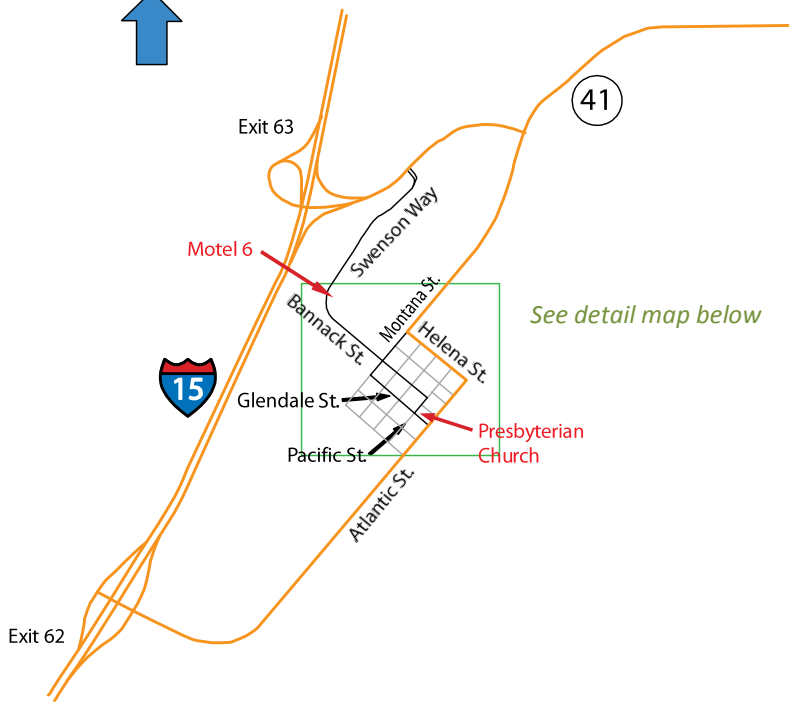 41
Exit 63
Swenson Way
Motel 6
Montana St.
Bannack St.
See detail map below
Helena St.
15
Glendale St.
Presbyterian
Church
Pacific St.
Atlantic St.
Exit 62